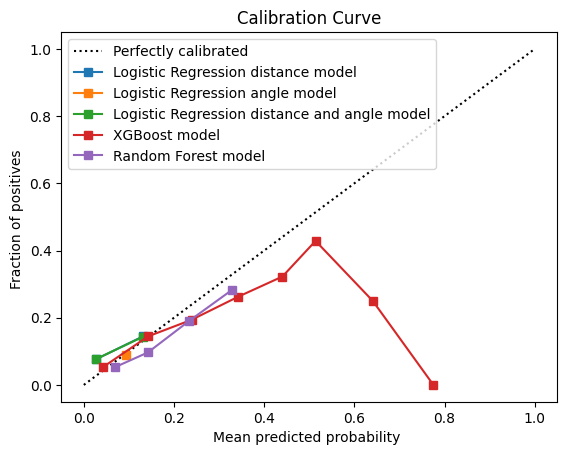 Calibration Curve
Perfectly calibrated
Logistic Regression distance model
Logistic Regression angle model
Logistic Regression distance and angle model
XGBoost model
Random Forest model
Fraction of positives
1.0
0.8
0.6
0.4
0.2
0.0
0.0 0.2 0.4 0.6 0.8 1.0
Mean predicted probability